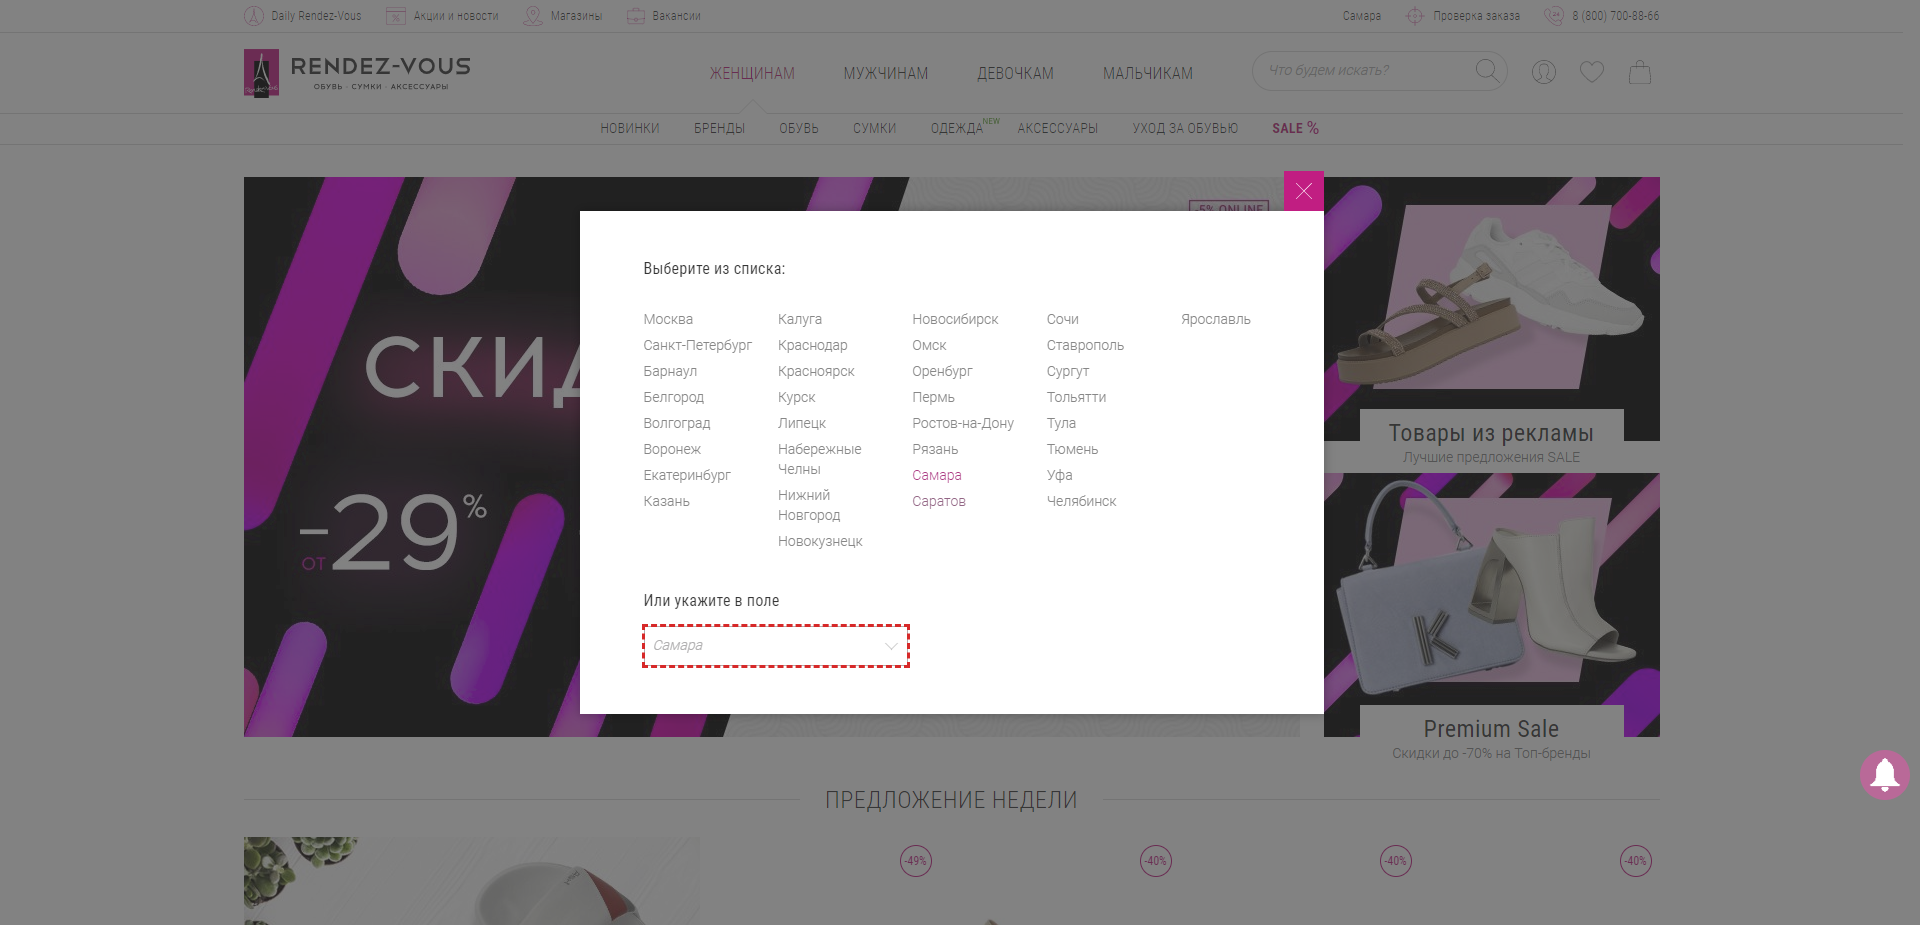 Daily Rendez-Vous
Акции и новости
Магазины
Вакансии
Самара
Проверка заказа
8 (800) 700-88-66
RENDEZ-VOUS
ОБУВЬ · СУМКИ · АКСЕССУАРЫ
ЖЕНЩИНАМ
МУЖЧИНАМ
ДЕВОЧКАМ
МАЛЬЧИКАМ
Что будем искать?
НОВИНКИ
БРЕНДЫ
ОБУВЬ
СУМКИ
ОДЕЖДА NEW
АКСЕССУАРЫ
УХОД ЗА ОБУВЬЮ
SALE %
-5% ONLINE
Выберите из списка:
Москва
Санкт-Петербург
Барнаул
Белгород
Волгоград
Воронеж
Екатеринбург
Казань
Калуга
Краснодар
Красноярск
Курск
Липецк
Набережные
Челны
Нижний
Новгород
Новокузнецк
Новосибирск
Омск
Оренбург
Пермь
Ростов-на-Дону
Рязань
Самара
Саратов
Сочи
Ставрополь
Сургут
Тольятти
Тула
Тюмень
Уфа
Челябинск
Ярославль
Или укажите в поле
Самара
СКИД
от -29%
Товары из рекламы
Лучшие предложения SALE
K
Premium Sale
Скидки до -70% на Топ-бренды
ПРЕДЛОЖЕНИЕ НЕДЕЛИ
-49%
-40%
-40%
-40%